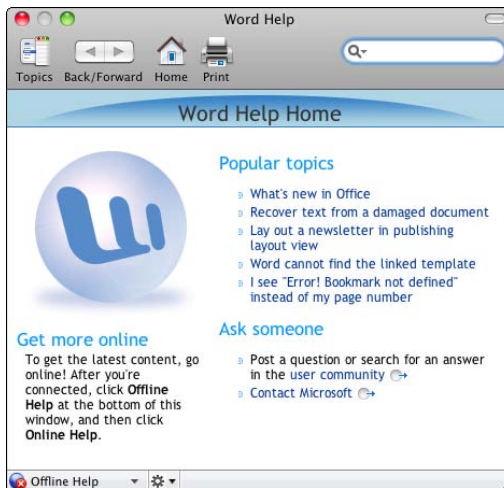 Word Help
Topics Back/Forward Home Print
Word Help Home
Popular topics
What's new in Office
Recover text from a damaged document
Lay out a newsletter in publishing
layout view
Word cannot find the linked template
I see "Error! Bookmark not defined"
instead of my page number
Ask someone
Post a question or search for an answer
in the user community
Contact Microsoft
Get more online
To get the latest content, go
online! After you're
connected, click Offline
Help at the bottom of this
window, and then click
Online Help.
Offline Help